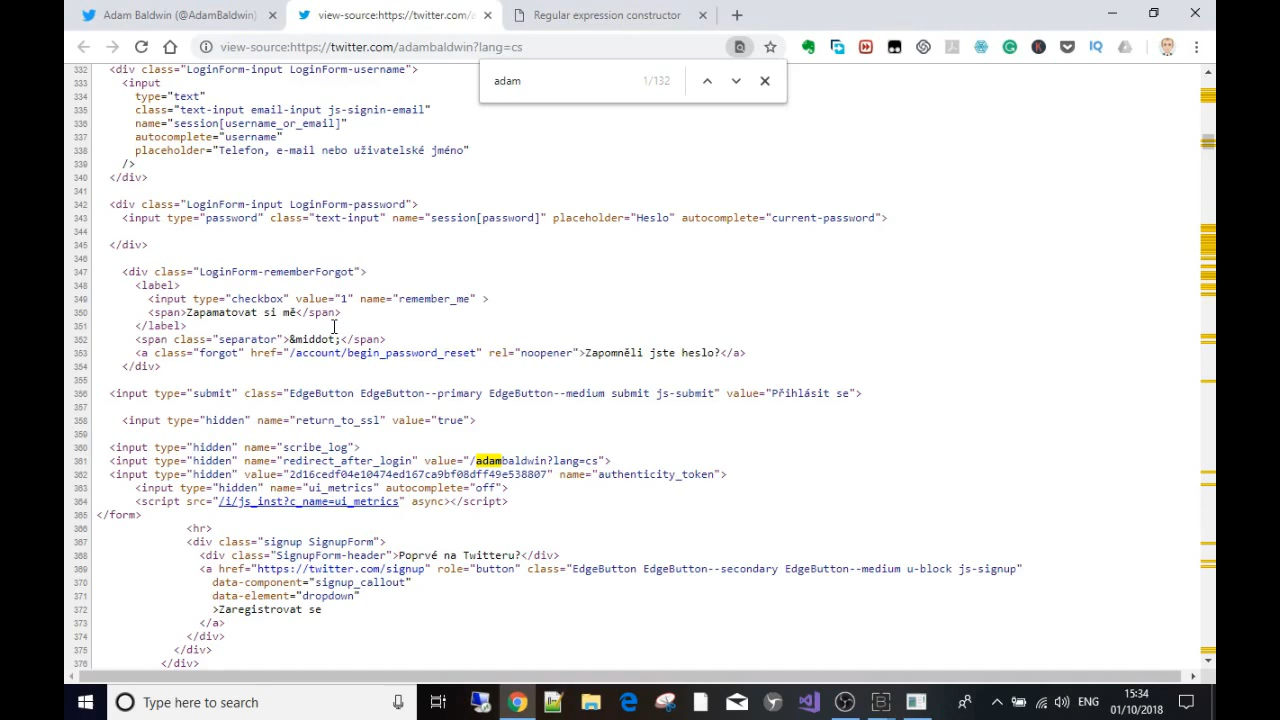 Adam Baldwin (@AdamBaldwin)
view-source:https://twitter.com/a
Regular expression constructor
view-source:https://twitter.com/adambaldwin?lang=cs
adam 1/132
332 <div class="LoginForm-input LoginForm-username">
333 <input
334 type="text"
335 class="text-input email-input js-signin-email"
336 name="session[username_or_email]"
337 autocomplete="username"
338 placeholder="Telefon, e-mail nebo uživatelské jméno"
339 />
340 </div>
341
342 <div class="LoginForm-input LoginForm-password">
343 <input type="password" class="text-input" name="session[password]" placeholder="Heslo" autocomplete="current-password">
344
345 </div>
346
347 <div class="LoginForm-rememberForgot">
348 <label>
349 <input type="checkbox" value="1" name="remember_me" >
350 <span>Zapamatovat si mě</span>
351 </label>
352 <span class="separator">&middot;</span>
353 <a class="forgot" href="/account/begin_password_reset" rel="noopener">Zapomněli jste heslo?</a>
354 </div>
355
356 <input type="submit" class="EdgeButton EdgeButton--primary EdgeButton--medium submit js-submit" value="Přihlásit se">
357
358 <input type="hidden" name="return_to_ssl" value="true">
359
360 <input type="hidden" name="scribe_log">
361 <input type="hidden" name="redirect_after_login" value="/adambaldwin?lang=cs">
362 <input type="hidden" value="2d16cedf04e10474ed167ca9bf08dff49e538807" name="authenticity_token">
363 <input type="hidden" name="ui_metrics" autocomplete="off">
364 <script src="/i/js_inst?c_name=ui_metrics" async></script>
365 </form>
366 <hr>
367 <div class="signup SignupForm">
368 <div class="SignupForm-header">Poprvé na Twitteru?</div>
369 <a href="https://twitter.com/signup" role="button" class="EdgeButton EdgeButton--secondary EdgeButton--medium u-block js-signup"
370 data-component="signup_callout"
371 data-element="dropdown"
372 >Zaregistrovat se
373 </a>
374 </div>
375 </div>
376 </div>
Type here to search
ENG
15:34
01/10/2018